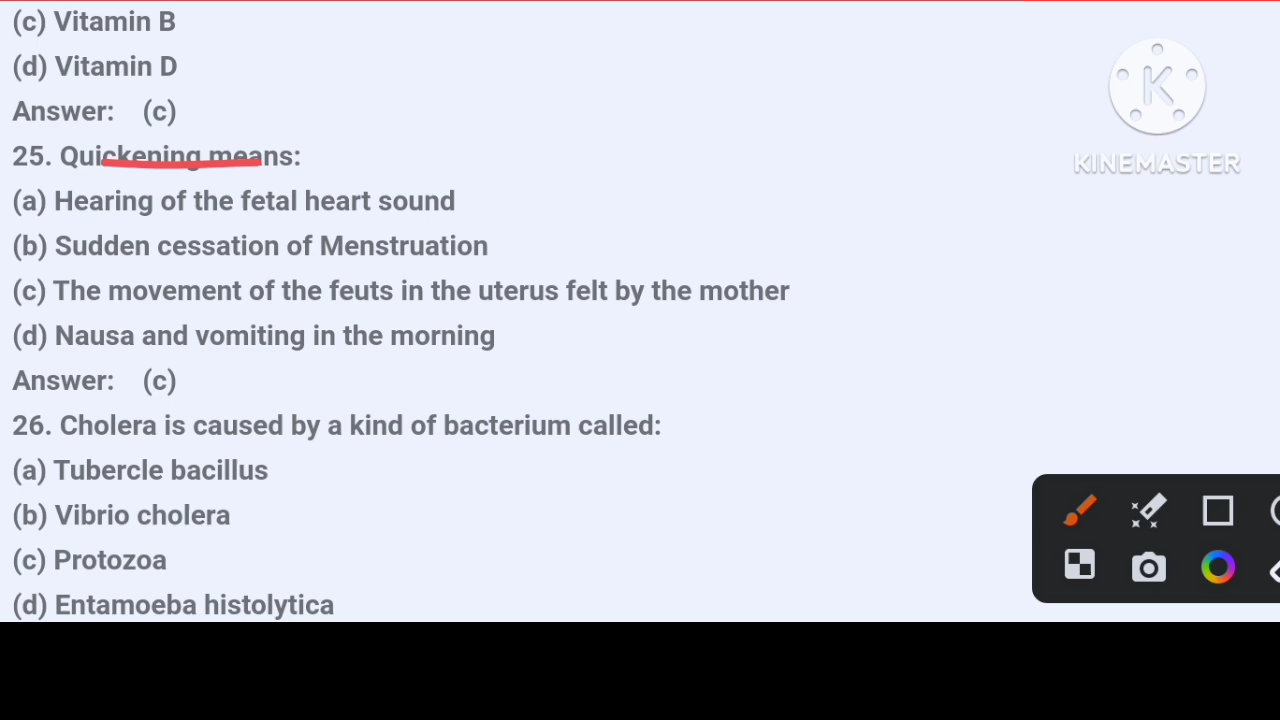 (c) Vitamin B
(d) Vitamin D
Answer: (c)
25. Quickening means:
(a) Hearing of the fetal heart sound
(b) Sudden cessation of Menstruation
(c) The movement of the feuts in the uterus felt by the mother
(d) Nausa and vomiting in the morning
Answer: (c)
26. Cholera is caused by a kind of bacterium called:
(a) Tubercle bacillus
(b) Vibrio cholera
(c) Protozoa
(d) Entamoeba histolytica
K
KINEMASTER